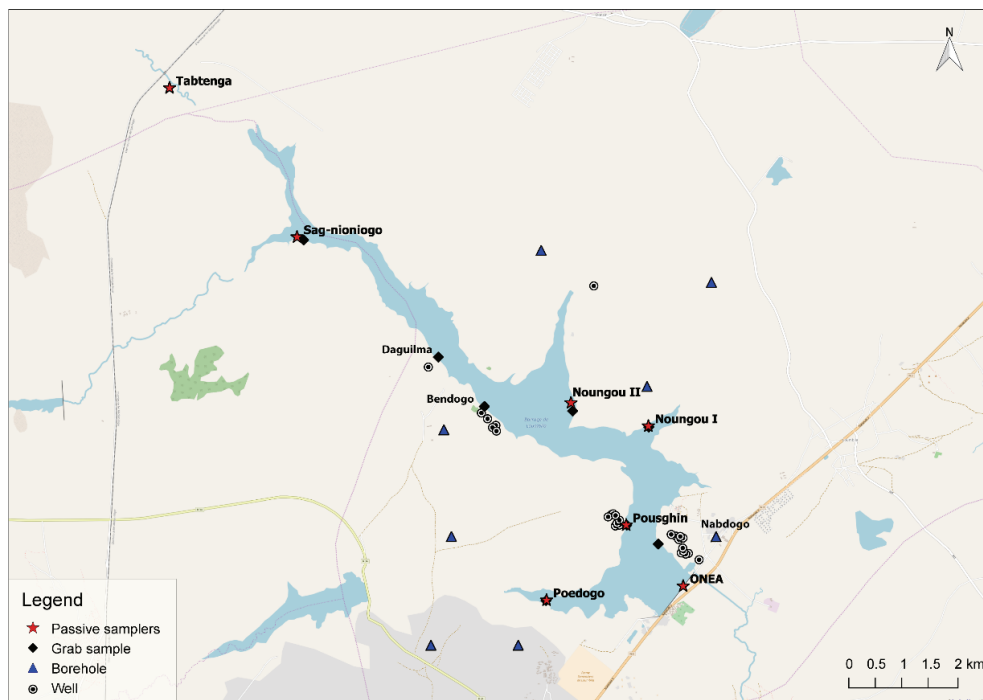 N
Tabtenga
Sag-nioniogo
Daguilma
Noungou II
Bendogo
Noungou I
Pousghin
Nabdogo
ONEA
Poedogo
Legend
Passive samplers
Grab sample
Borehole
Well
0 0.5 1 1.5 2 km